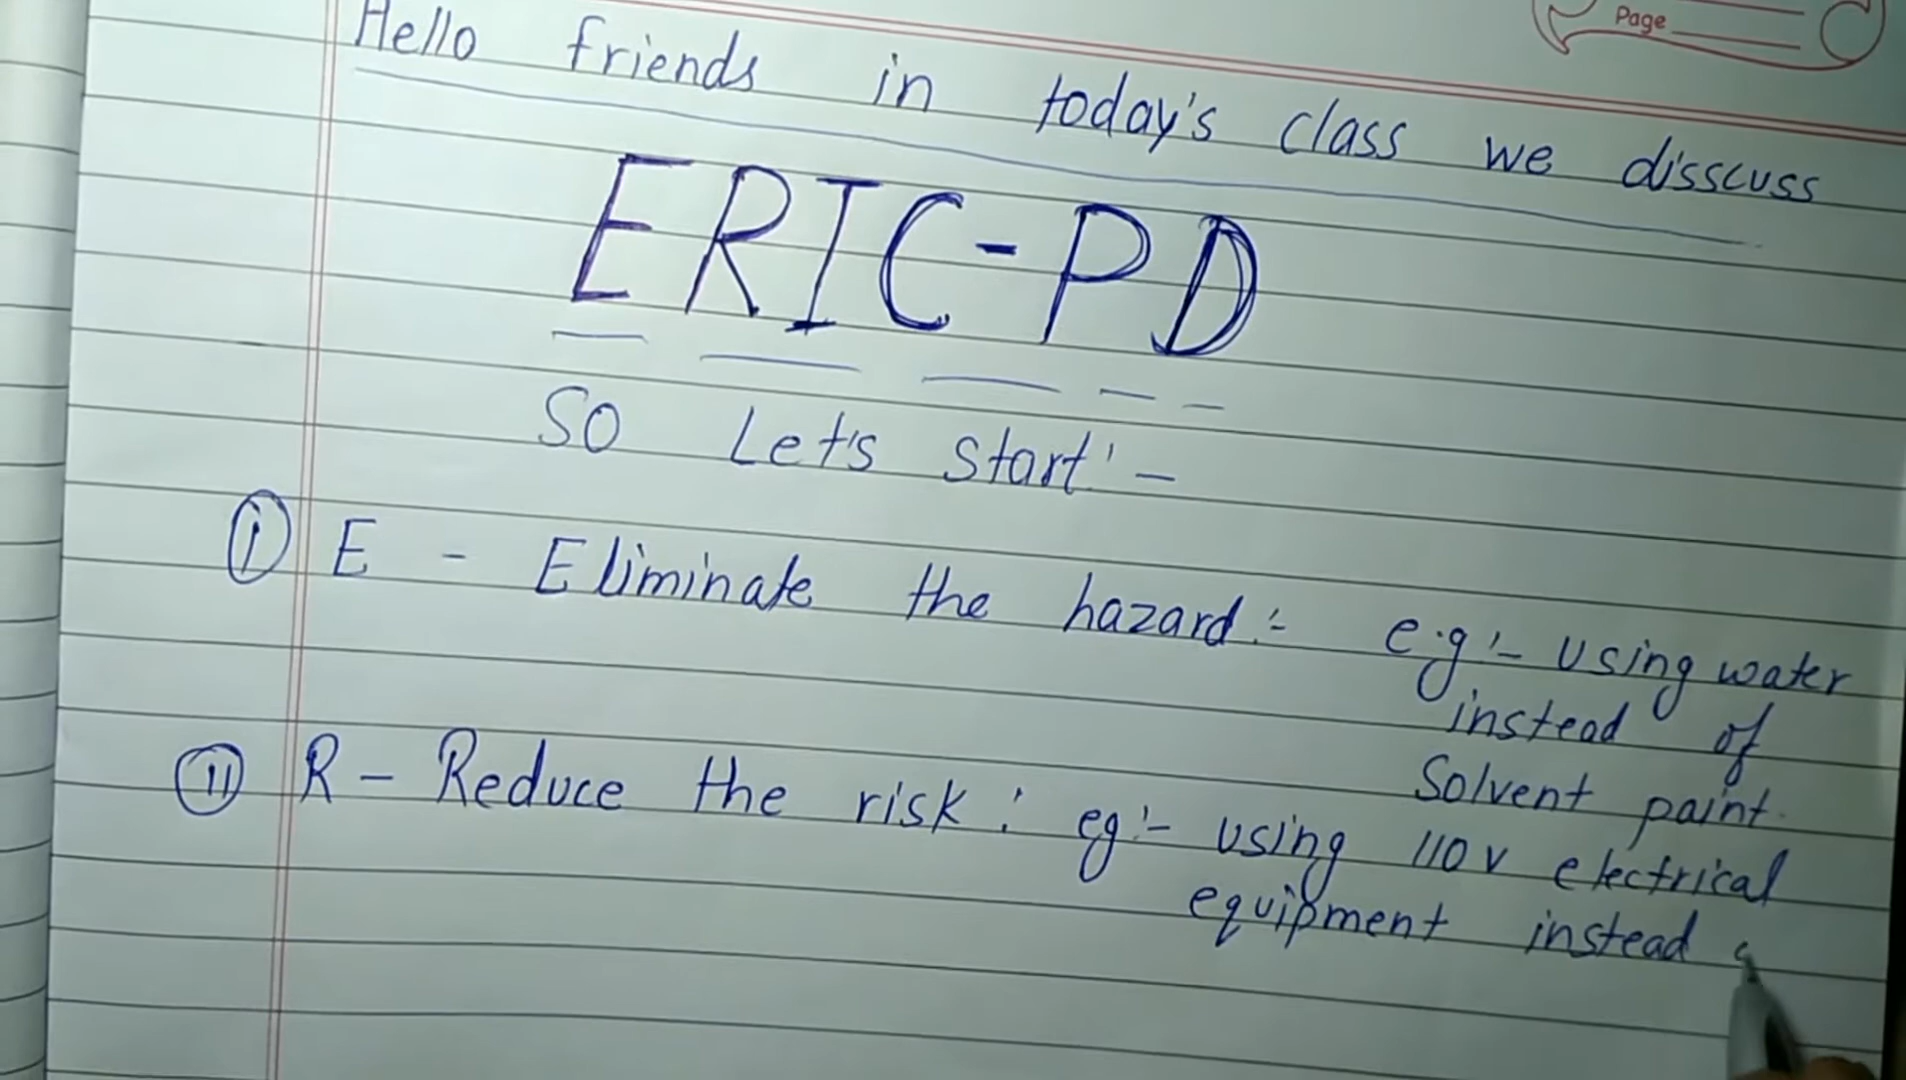 Page
Hello friends in today's class we disscuss
ERIC-PD
So Let's start :-
(i) E - Eliminate the hazard :- e.g :- using water
instead of
Solvent paint.
(ii) R - Reduce the risk : eg :- using 110 v electrical
equipment instead